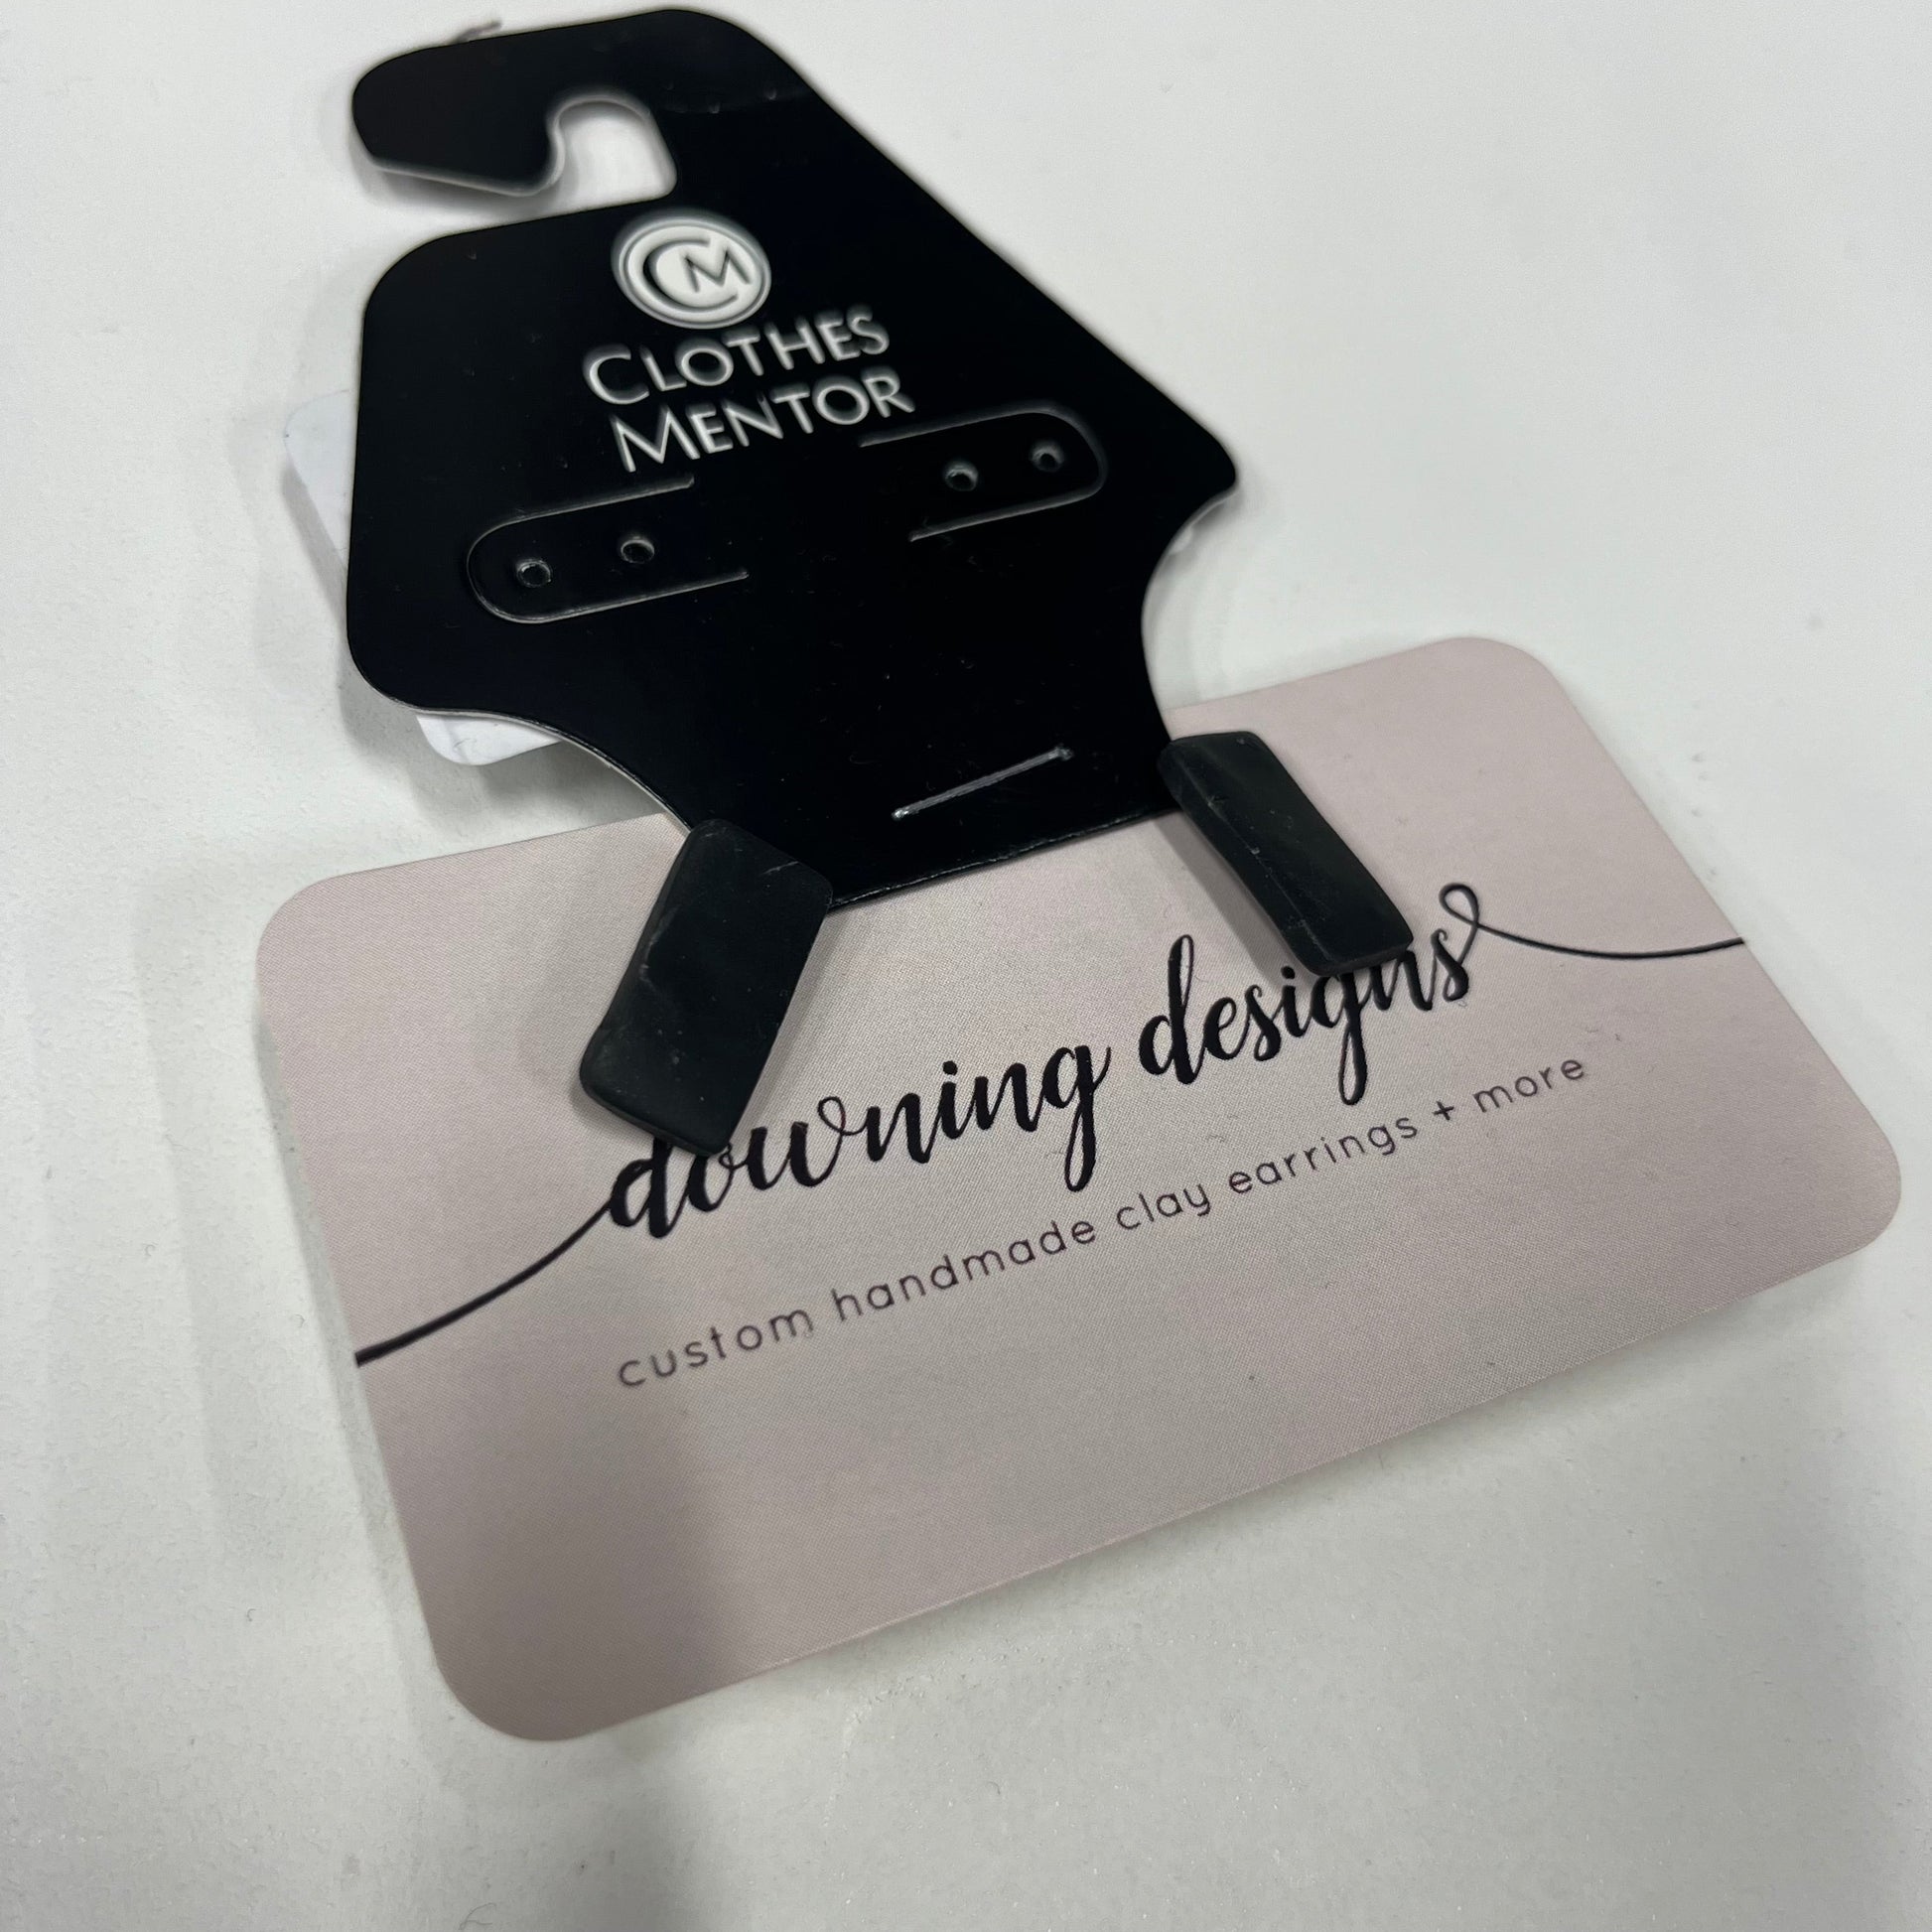 CM
CLOTHES
MENTOR
downing designs
custom handmade clay earrings + more